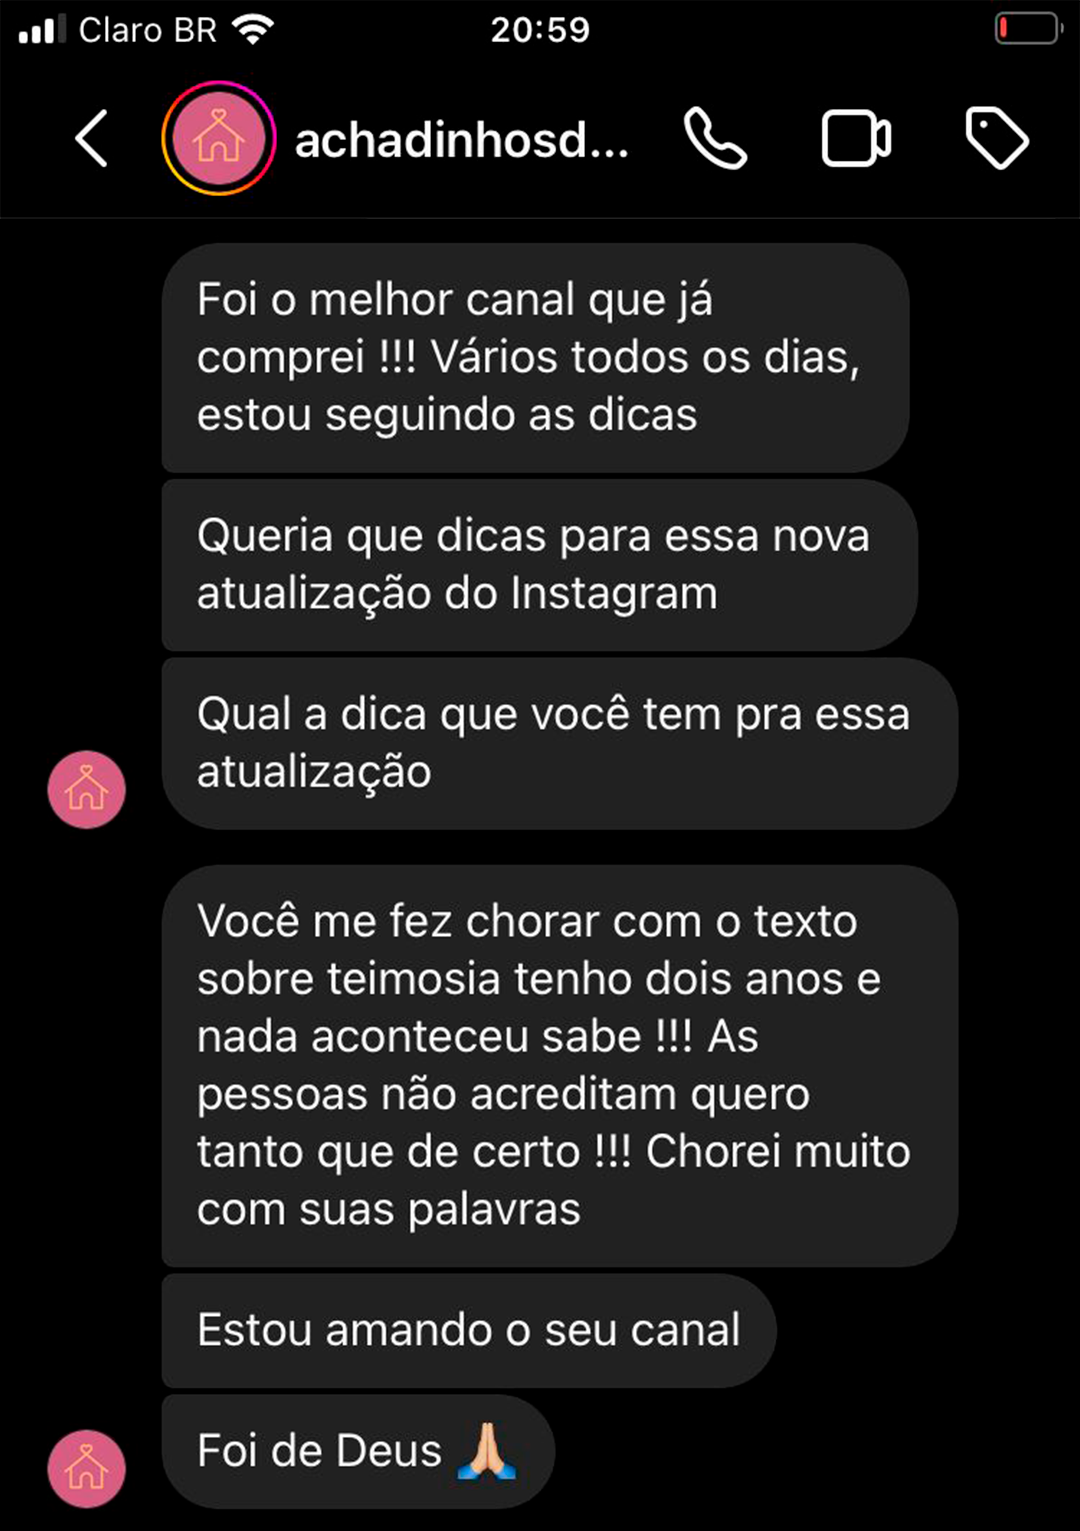 Claro BR 20:59
achadinhosd...
Foi o melhor canal que já
comprei !!! Vários todos os dias,
estou seguindo as dicas
Queria que dicas para essa nova
atualização do Instagram
Qual a dica que você tem pra essa
atualização
Você me fez chorar com o texto
sobre teimosia tenho dois anos e
nada aconteceu sabe !!! As
pessoas não acreditam quero
tanto que de certo !!! Chorei muito
com suas palavras
Estou amando o seu canal
Foi de Deus 🙏🏼